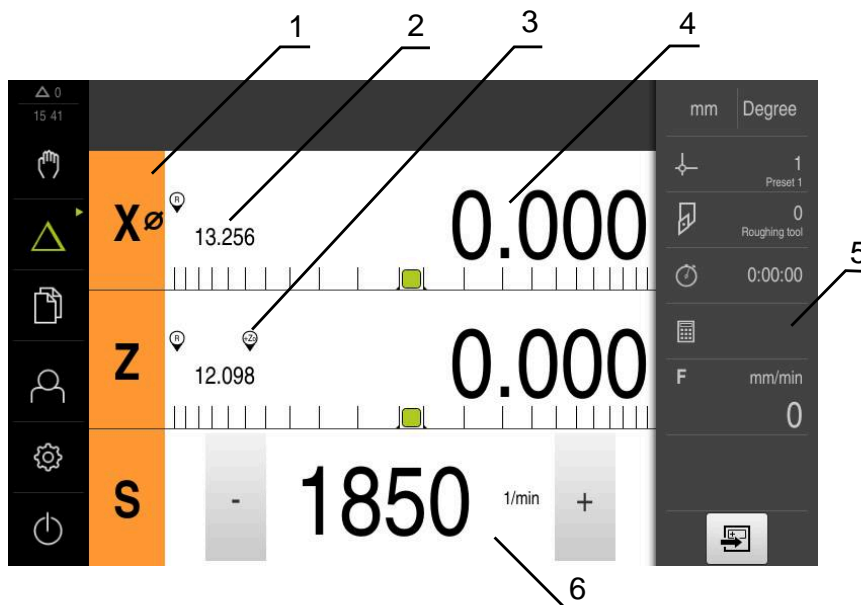 1 2 3 4
△ 0
15 41
mm Degree
1
Preset 1
X⌀ R 13.256 0.000
0
Roughing tool
5
0:00:00
Z R +Zo 12.098 0.000
F mm/min
0
S - 1850 1/min +
6